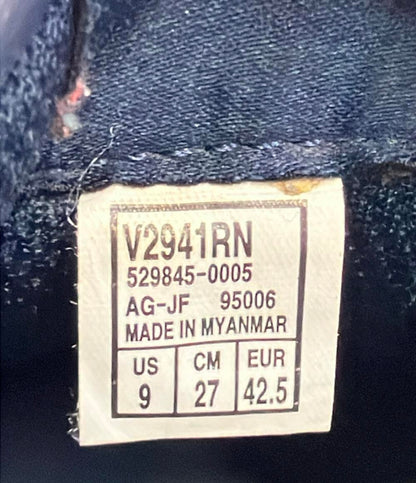 V2941RN
529845-0005
AG-JF 95006
MADE IN MYANMAR
US CM EUR
9 27 42.5